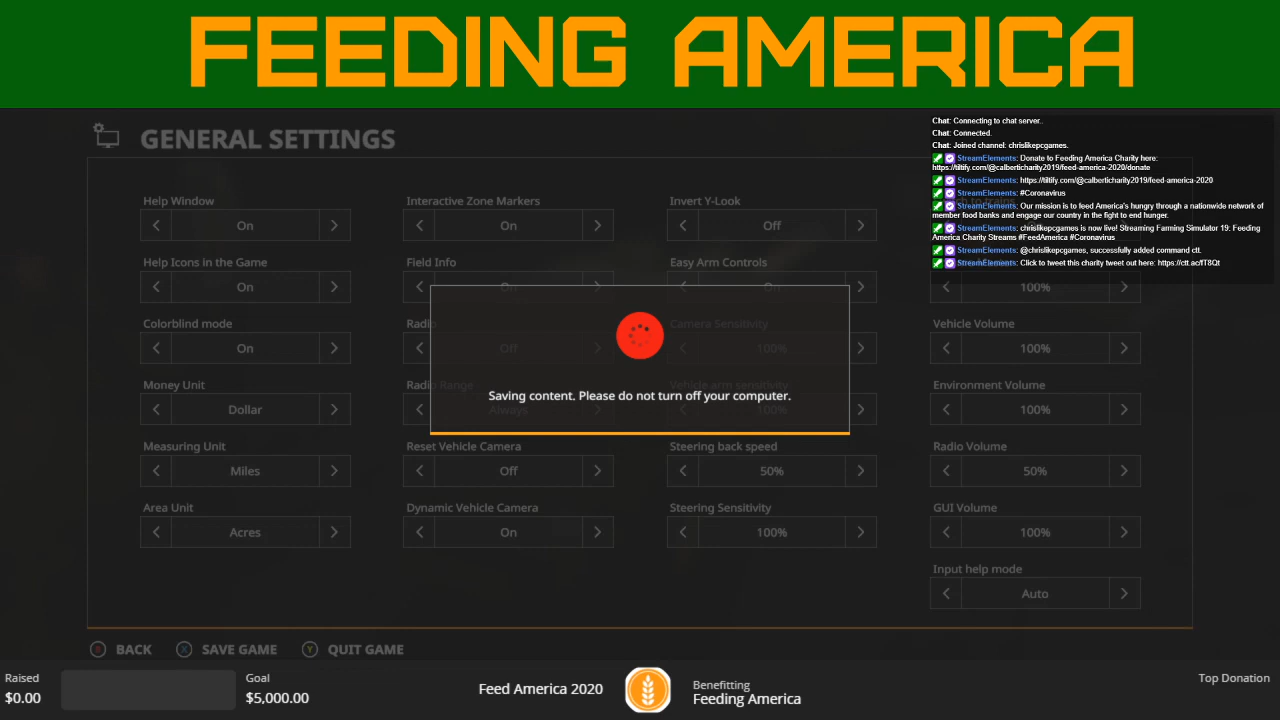 FEEDING AMERICA
GENERAL SETTINGS
Chat: Connecting to chat server..
Chat: Connected.
Chat: Joined channel: chrislikepcgames.
StreamElements: Donate to Feeding America Charity here:
https://tiltify.com/@calberticharity2019/feed-america-2020/donate
StreamElements: https://tiltify.com/@calberticharity2019/feed-america-2020
StreamElements: #Coronavirus
StreamElements: Our mission is to feed America's hungry through a nationwide network of
member food banks and engage our country in the fight to end hunger.
StreamElements: chrislikepcgames is now live! Streaming Farming Simulator 19: Feeding
America Charity Streams #FeedAmerica #Coronavirus
StreamElements: @chrislikepcgames, successfully added command ctt.
StreamElements: Click to tweet this charity tweet out here: https://ctt.ac/fT8Qt
Help Window
On
Interactive Zone Markers
On
Invert Y-Look
Off
Help Icons in the Game
On
Field Info
On
Easy Arm Controls
On
100%
Colorblind mode
On
Radio
Off
Camera Sensitivity
100%
Vehicle Volume
100%
Money Unit
Dollar
Radio Range
Always
Vehicle arm sensitivity
100%
Environment Volume
100%
Saving content. Please do not turn off your computer.
Measuring Unit
Miles
Reset Vehicle Camera
Off
Steering back speed
50%
Radio Volume
50%
Area Unit
Acres
Dynamic Vehicle Camera
On
Steering Sensitivity
100%
GUI Volume
100%
Input help mode
Auto
BACK
X SAVE GAME
Y QUIT GAME
Raised
$0.00
Goal
$5,000.00
Feed America 2020
Benefitting
Feeding America
Top Donation